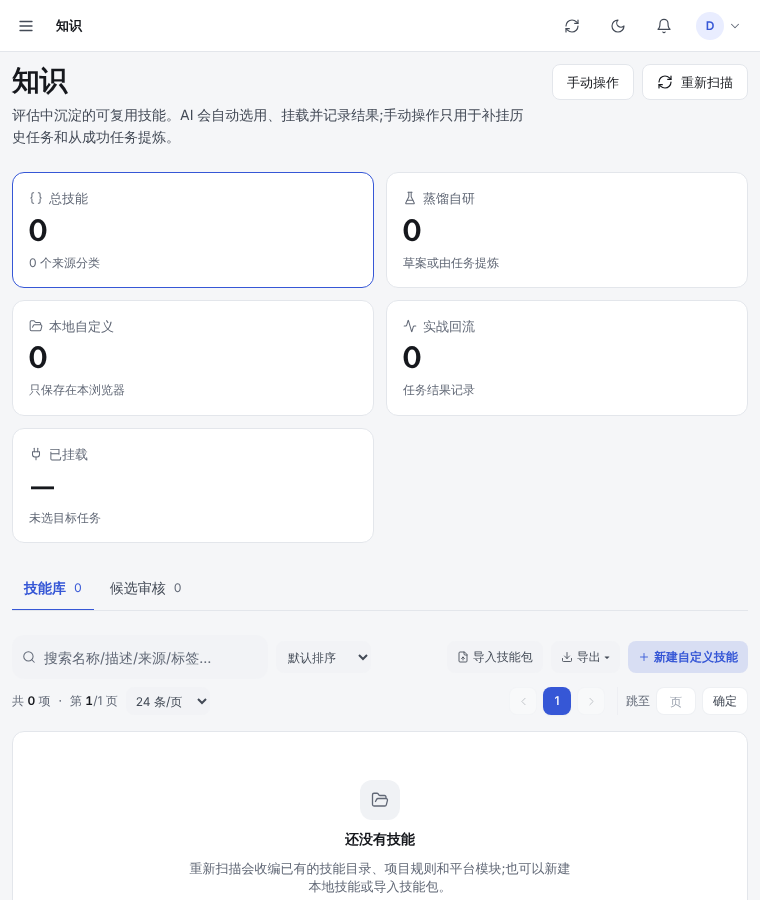 知识
D
知识
手动操作
重新扫描
评估中沉淀的可复用技能。AI 会自动选用、挂载并记录结果;手动操作只用于补挂历
史任务和从成功任务提炼。
总技能
0
0 个来源分类
蒸馏自研
0
草案或由任务提炼
本地自定义
0
只保存在本浏览器
实战回流
0
任务结果记录
已挂载
—
未选目标任务
技能库 0
候选审核 0
搜索名称/描述/来源/标签...
默认排序
导入技能包
导出
新建自定义技能
共 0 项 · 第 1/1 页
24 条/页
1
跳至
页
确定
还没有技能
重新扫描会收编已有的技能目录、项目规则和平台模块;也可以新建
本地技能或导入技能包。